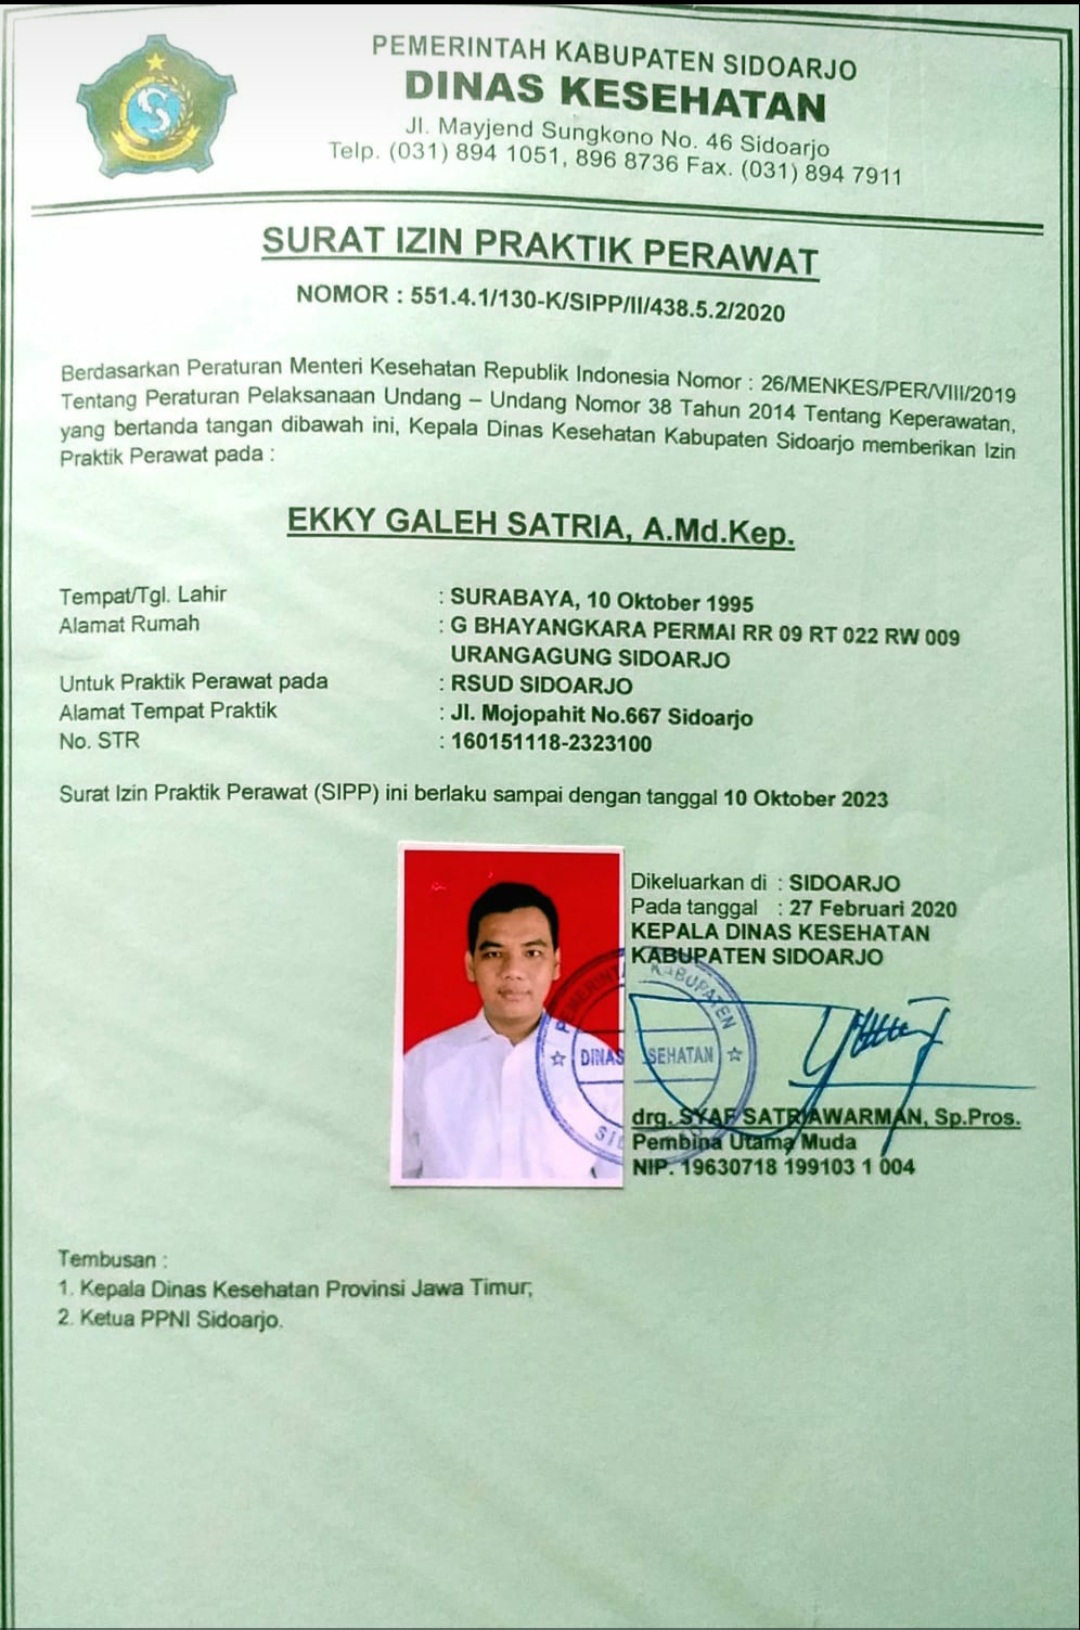 PEMERINTAH KABUPATEN SIDOARJO
DINAS KESEHATAN
Jl. Mayjend Sungkono No. 46 Sidoarjo
Telp. (031) 894 1051, 896 8736 Fax. (031) 894 7911
SURAT IZIN PRAKTIK PERAWAT
NOMOR : 551.4.1/130-K/SIPP/II/438.5.2/2020
Berdasarkan Peraturan Menteri Kesehatan Republik Indonesia Nomor : 26/MENKES/PER/VIII/2019
Tentang Peraturan Pelaksanaan Undang – Undang Nomor 38 Tahun 2014 Tentang Keperawatan,
yang bertanda tangan dibawah ini, Kepala Dinas Kesehatan Kabupaten Sidoarjo memberikan Izin
Praktik Perawat pada :
EKKY GALEH SATRIA, A.Md.Kep.
Tempat/Tgl. Lahir : SURABAYA, 10 Oktober 1995
Alamat Rumah : G BHAYANGKARA PERMAI RR 09 RT 022 RW 009
URANGAGUNG SIDOARJO
Untuk Praktik Perawat pada : RSUD SIDOARJO
Alamat Tempat Praktik : Jl. Mojopahit No.667 Sidoarjo
No. STR : 160151118-2323100
Surat Izin Praktik Perawat (SIPP) ini berlaku sampai dengan tanggal 10 Oktober 2023
Dikeluarkan di : SIDOARJO
Pada tanggal : 27 Februari 2020
KEPALA DINAS KESEHATAN
KABUPATEN SIDOARJO
PEMERINTA KABUPATEN
DINAS SEHATAN
drg. SYAF SATRIAWARMAN, Sp.Pros.
Pembina Utama Muda
NIP. 19630718 199103 1 004
Tembusan :
1. Kepala Dinas Kesehatan Provinsi Jawa Timur;
2. Ketua PPNI Sidoarjo.